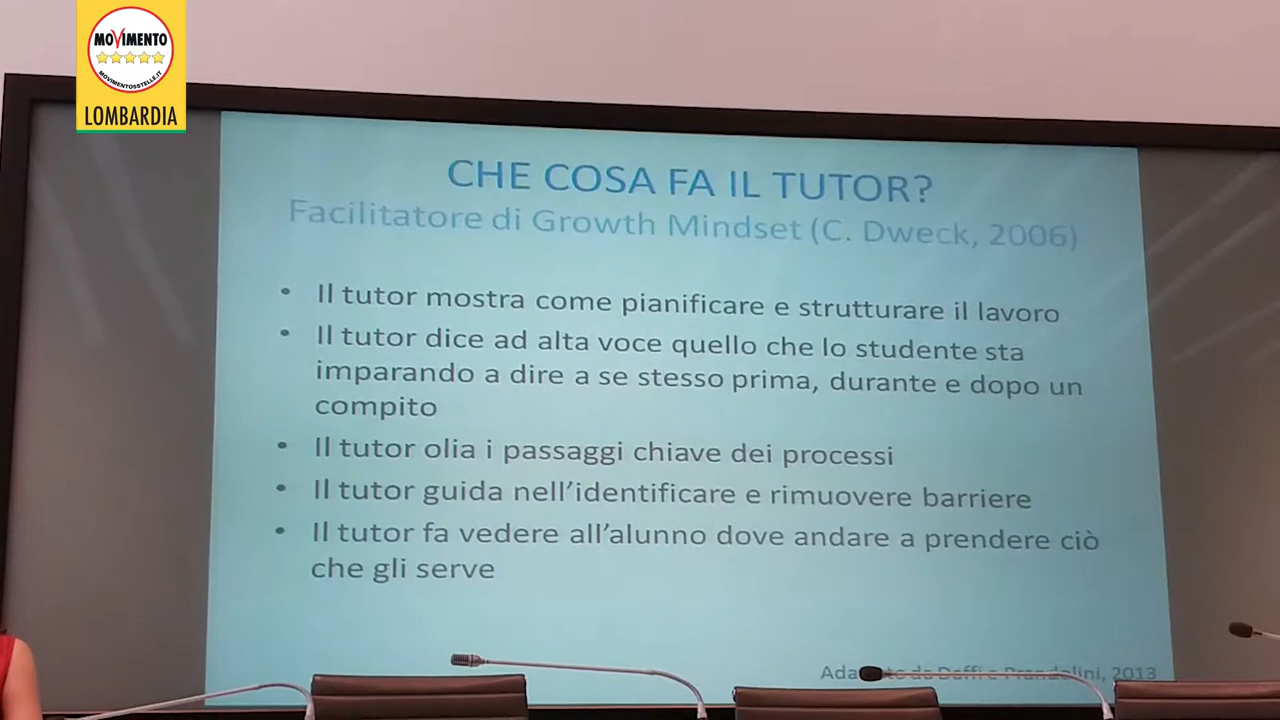 MOVIMENTO
MOVIMENTO5STELLE.IT
LOMBARDIA
CHE COSA FA IL TUTOR?
Facilitatore di Growth Mindset (C. Dweck, 2006)
• Il tutor mostra come pianificare e strutturare il lavoro
• Il tutor dice ad alta voce quello che lo studente sta
imparando a dire a se stesso prima, durante e dopo un
compito
• Il tutor olia i passaggi chiave dei processi
• Il tutor guida nell'identificare e rimuovere barriere
• Il tutor fa vedere all'alunno dove andare a prendere ciò
che gli serve
da 2013